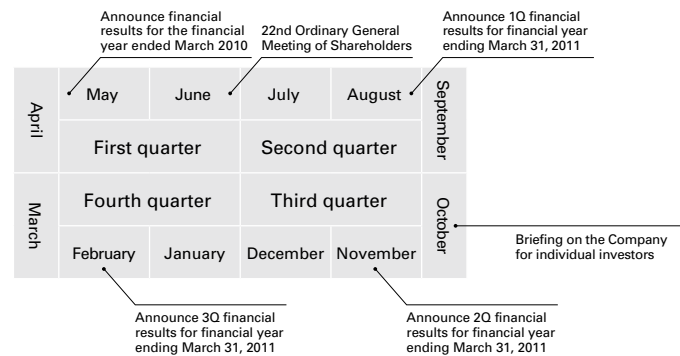 Announce financial
results for the financial
year ended March 2010
22nd Ordinary General
Meeting of Shareholders
Announce 1Q financial
results for financial year
ending March 31, 2011
April
May
June
July
August
September
First quarter
Second quarter
March
Fourth quarter
Third quarter
October
February
January
December
November
Briefing on the Company
for individual investors
Announce 3Q financial
results for financial year
ending March 31, 2011
Announce 2Q financial
results for financial year
ending March 31, 2011